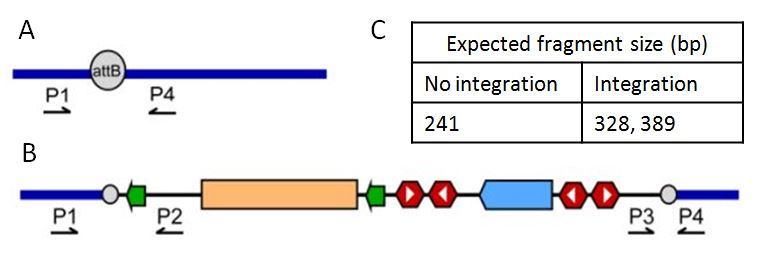 A
attB
P1
P4
C
Expected fragment size (bp)
No integration
Integration
241
328, 389
B
P1
P2
P3
P4